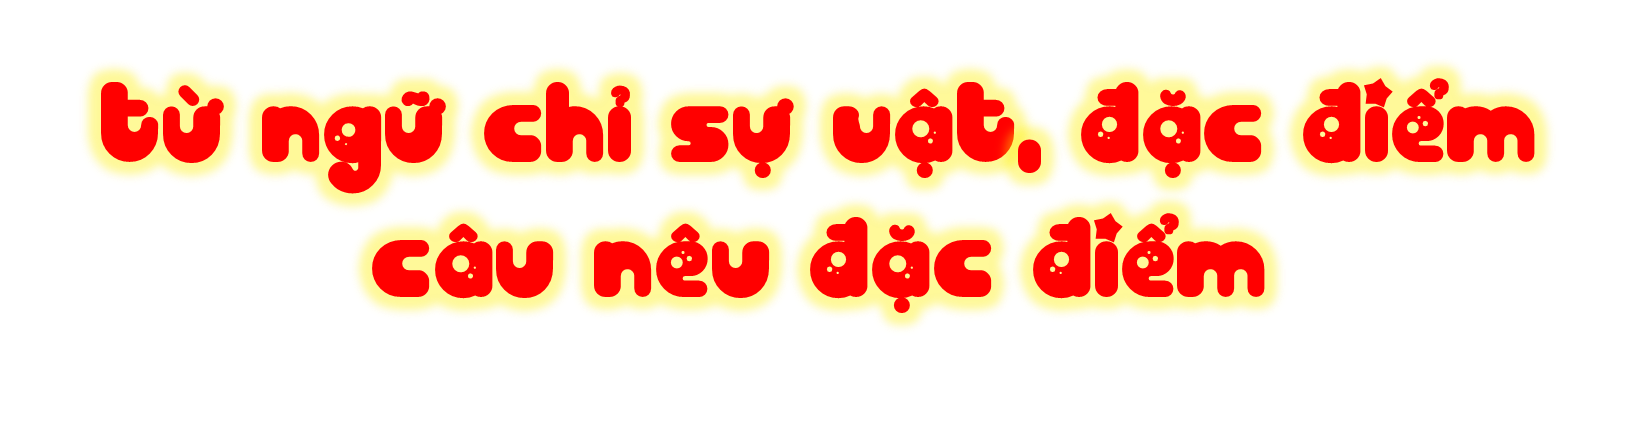 từ ngữ chỉ sự vật, đặc điểm
câu nêu đặc điểm